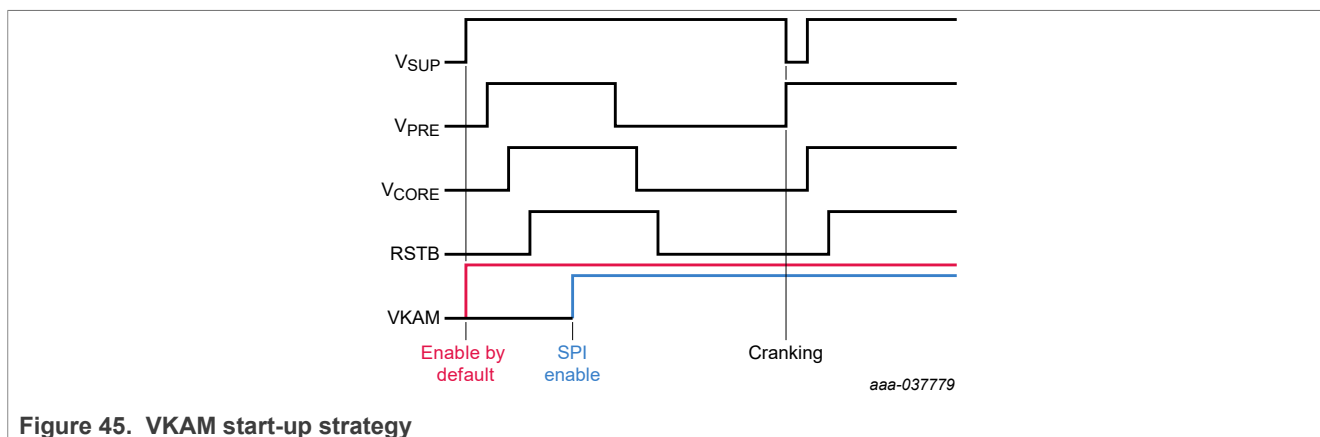 VSUP
VPRE
VCORE
RSTB
VKAM
Enable by
default
SPI
enable
Cranking
aaa-037779
Figure 45. VKAM start-up strategy